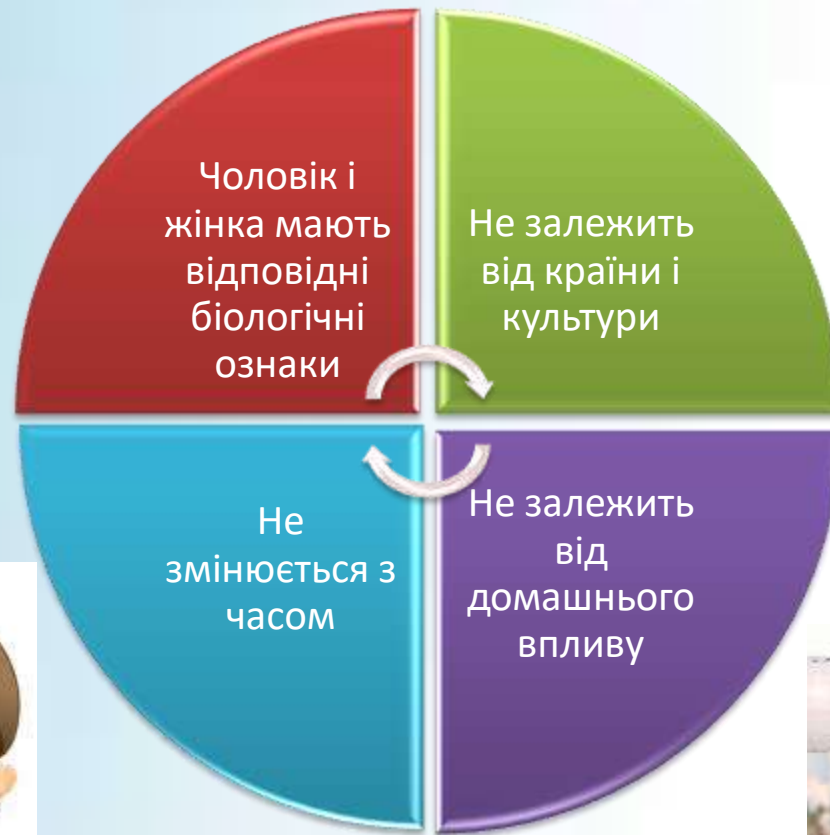 Чоловік і
жінка мають
відповідні
біологічні
ознаки
Не залежить
від країни і
культури
Не
змінюється з
часом
Не залежить
від
домашнього
впливу